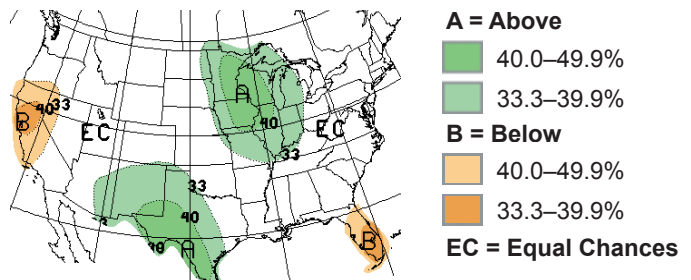 A = Above
40.0–49.9%
33.3–39.9%
B = Below
40.0–49.9%
33.3–39.9%
EC = Equal Chances
A
40
33
EC
B
40
33
EC
33
40
A
B